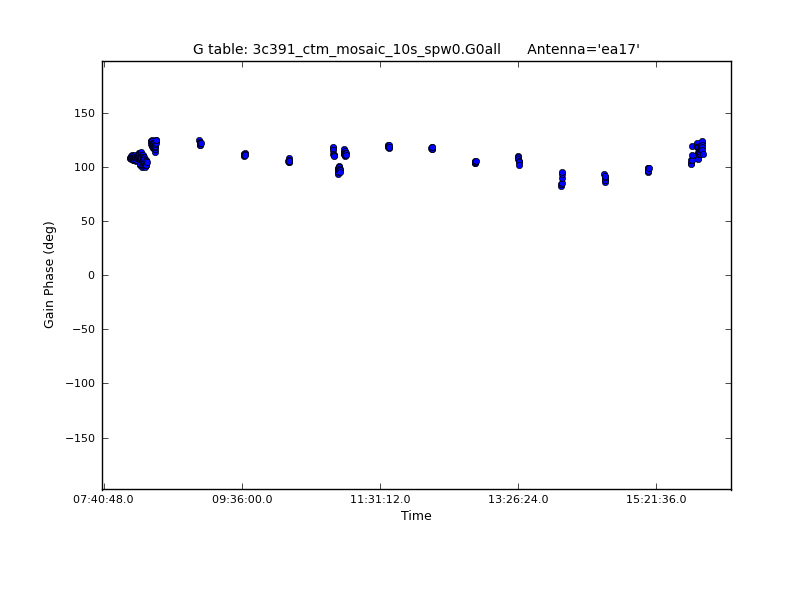 G table: 3c391_ctm_mosaic_10s_spw0.G0all      Antenna='ea17'
150
100
50
0
−50
−100
−150
Gain Phase (deg)
07:40:48.0 09:36:00.0 11:31:12.0 13:26:24.0 15:21:36.0
Time